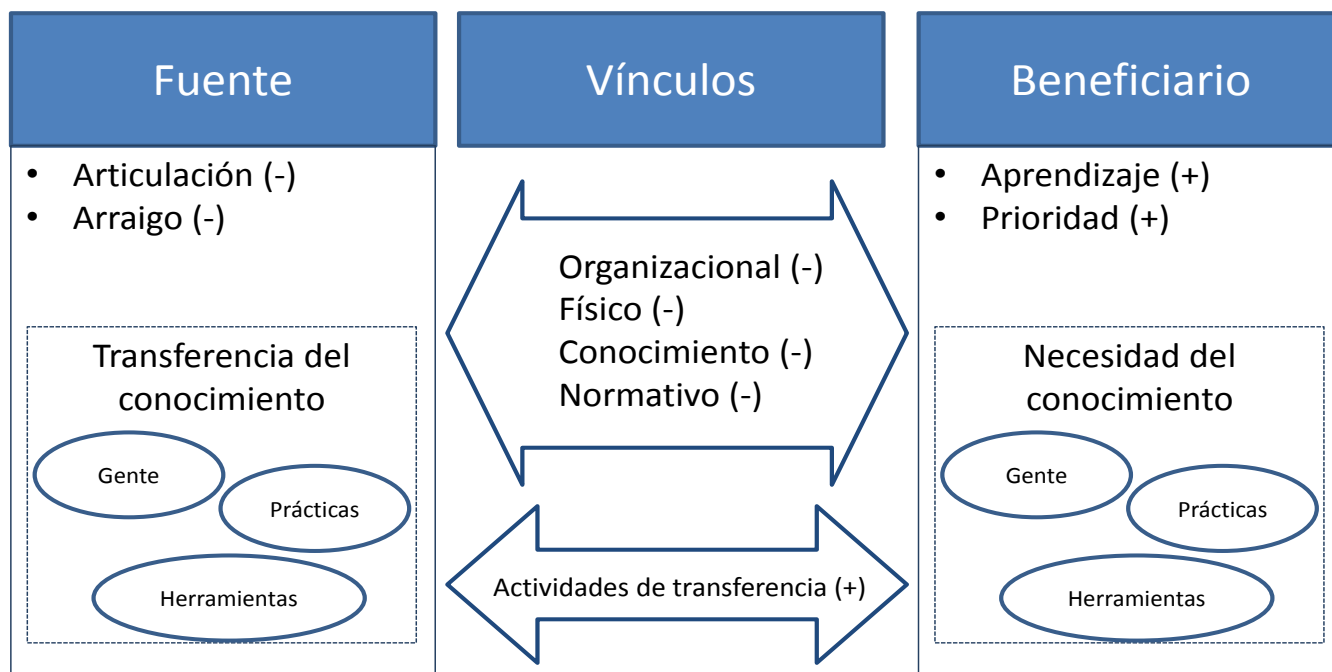 Fuente
• Articulación (-)
• Arraigo (-)
Transferencia del
conocimiento
Gente
Prácticas
Herramientas
Vínculos
Organizacional (-)
Físico (-)
Conocimiento (-)
Normativo (-)
Actividades de transferencia (+)
Beneficiario
• Aprendizaje (+)
• Prioridad (+)
Necesidad del
conocimiento
Gente
Prácticas
Herramientas